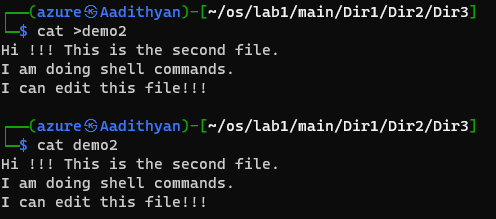 ┌──(azure㉿Aadithyan)-[~/os/lab1/main/Dir1/Dir2/Dir3]
└─$ cat >demo2
Hi !!! This is the second file.
I am doing shell commands.
I can edit this file!!!
┌──(azure㉿Aadithyan)-[~/os/lab1/main/Dir1/Dir2/Dir3]
└─$ cat demo2
Hi !!! This is the second file.
I am doing shell commands.
I can edit this file!!!